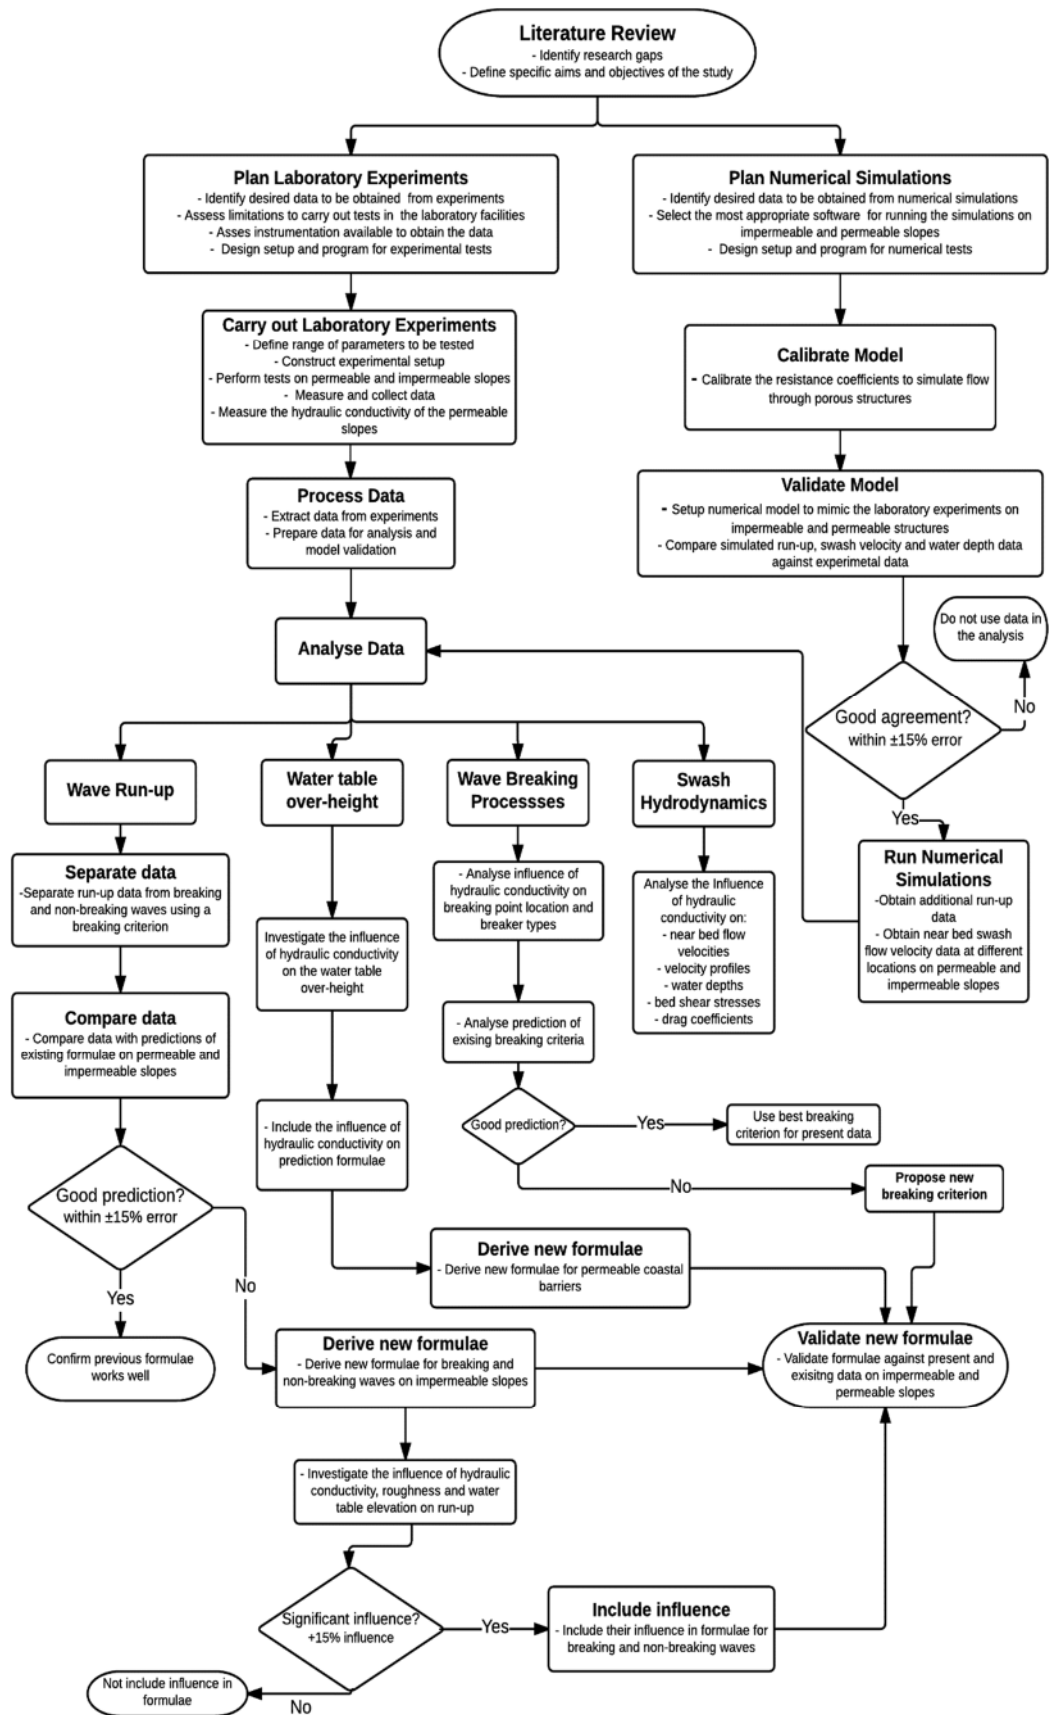 Literature Review
- Identify research gaps
- Define specific aims and objectives of the study
Plan Laboratory Experiments
- Identify desired data to be obtained from experiments
- Assess limitations to carry out tests in the laboratory facilities
- Asses instrumentation available to obtain the data
- Design setup and program for experimental tests
Plan Numerical Simulations
- Identify desired data to be obtained from numerical simulations
- Select the most appropriate software for running the simulations on
impermeable and permeable slopes
- Design setup and program for numerical tests
Carry out Laboratory Experiments
- Define range of parameters to be tested
- Construct experimental setup
- Perform tests on permeable and impermeable slopes
- Measure and collect data
- Measure the hydraulic conductivity of the permeable
slopes
Calibrate Model
- Calibrate the resistance coefficients to simulate flow
through porous structures
Process Data
- Extract data from experiments
- Prepare data for analysis and
model validation
Validate Model
- Setup numerical model to mimic the laboratory experiments on
impermeable and permeable structures
- Compare simulated run-up, swash velocity and water depth data
against experimetal data
Analyse Data
Do not use data in
the analysis
Good agreement?
within ±15% error
No
Yes
Wave Run-up
Water table
over-height
Wave Breaking
Processses
Swash
Hydrodynamics
Run Numerical
Simulations
-Obtain additional run-up
data
- Obtain near bed swash
flow velocity data at different
locations on permeable and
impermeable slopes
Separate data
-Separate run-up data from breaking
and non-breaking waves using a
breaking criterion
Investigate the influence
of hydraulic conductivity
on the water table
over-height
- Analyse influence of
hydraulic conductivity on
breaking point location and
breaker types
Analyse the Influence
of hydraulic
conductivity on:
- near bed flow
velocities
- velocity profiles
- water depths
- bed shear stresses
- drag coefficients
Compare data
- Compare data with predictions of
existing formulae on permeable and
impermeable slopes
- Analyse prediction of
exising breaking criteria
Good prediction?
Yes
Use best breaking
criterion for present data
No
Propose new
breaking criterion
- Include the influence of
hydraulic conductivity on
prediction formulae
Good prediction?
within ±15% error
No
Yes
Derive new formulae
- Derive new formulae for permeable coastal
barriers
Confirm previous formulae
works well
Derive new formulae
- Derive new formulae for breaking and
non-breaking waves on impermeable slopes
Validate new formulae
- Validate formulae against present and
exisitng data on impermeable and
permeable slopes
- Investigate the influence of hydraulic
conductivity, roughness and water
table elevation on run-up
Significant influence?
+15% influence
Yes
Include influence
- Include their influence in formulae for
breaking and non-breaking waves
No
Not include influence in
formulae